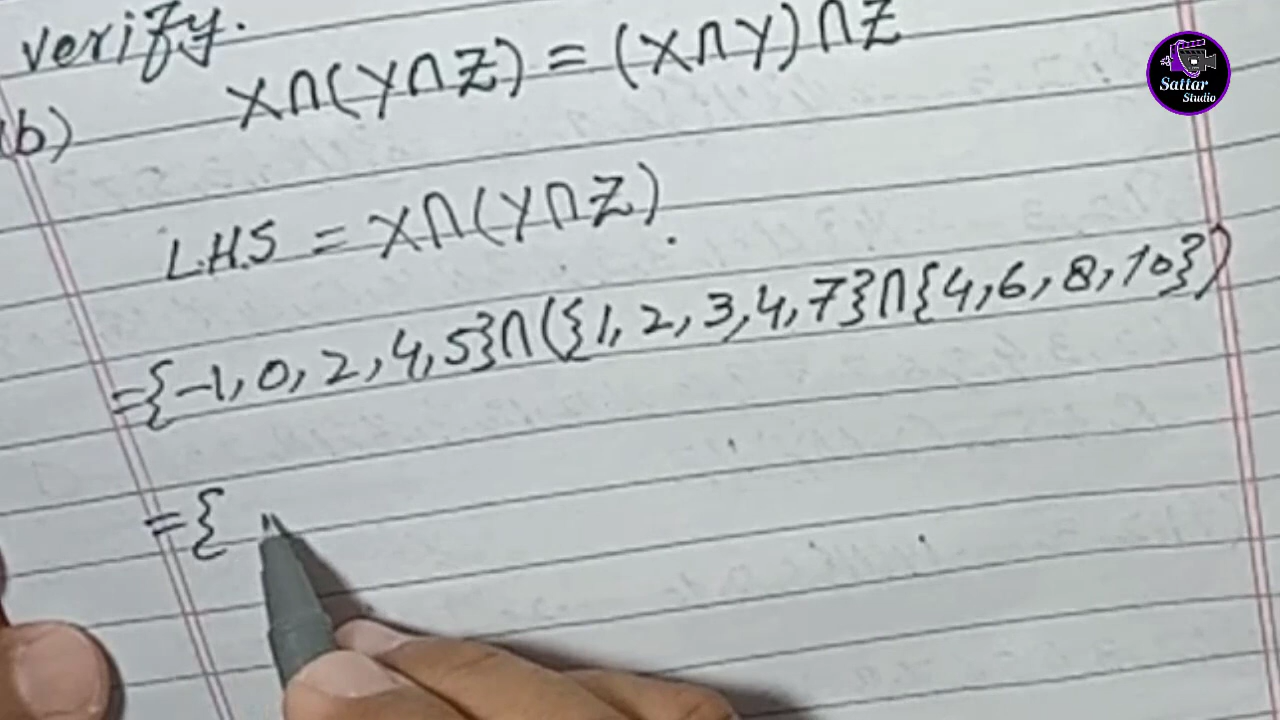 verify.
(b) X∩(Y∩Z) = (X∩Y)∩Z
L.H.S = X∩(Y∩Z).
={-1, 0, 2, 4, 5}∩({1, 2, 3, 4, 7}∩{4, 6, 8, 10})
={
Sattar
Studio